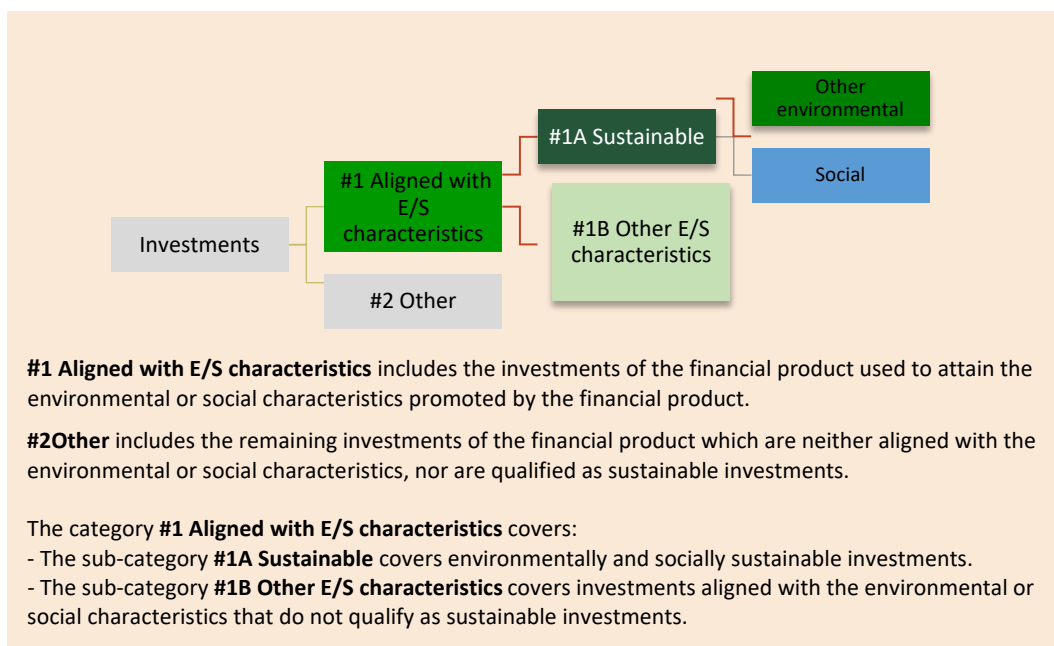 Other
environmental
#1A Sustainable
Social
#1 Aligned with
E/S
characteristics
#1B Other E/S
characteristics
Investments
#2 Other
#1 Aligned with E/S characteristics includes the investments of the financial product used to attain the
environmental or social characteristics promoted by the financial product.
#2Other includes the remaining investments of the financial product which are neither aligned with the
environmental or social characteristics, nor are qualified as sustainable investments.
The category #1 Aligned with E/S characteristics covers:
- The sub-category #1A Sustainable covers environmentally and socially sustainable investments.
- The sub-category #1B Other E/S characteristics covers investments aligned with the environmental or
social characteristics that do not qualify as sustainable investments.